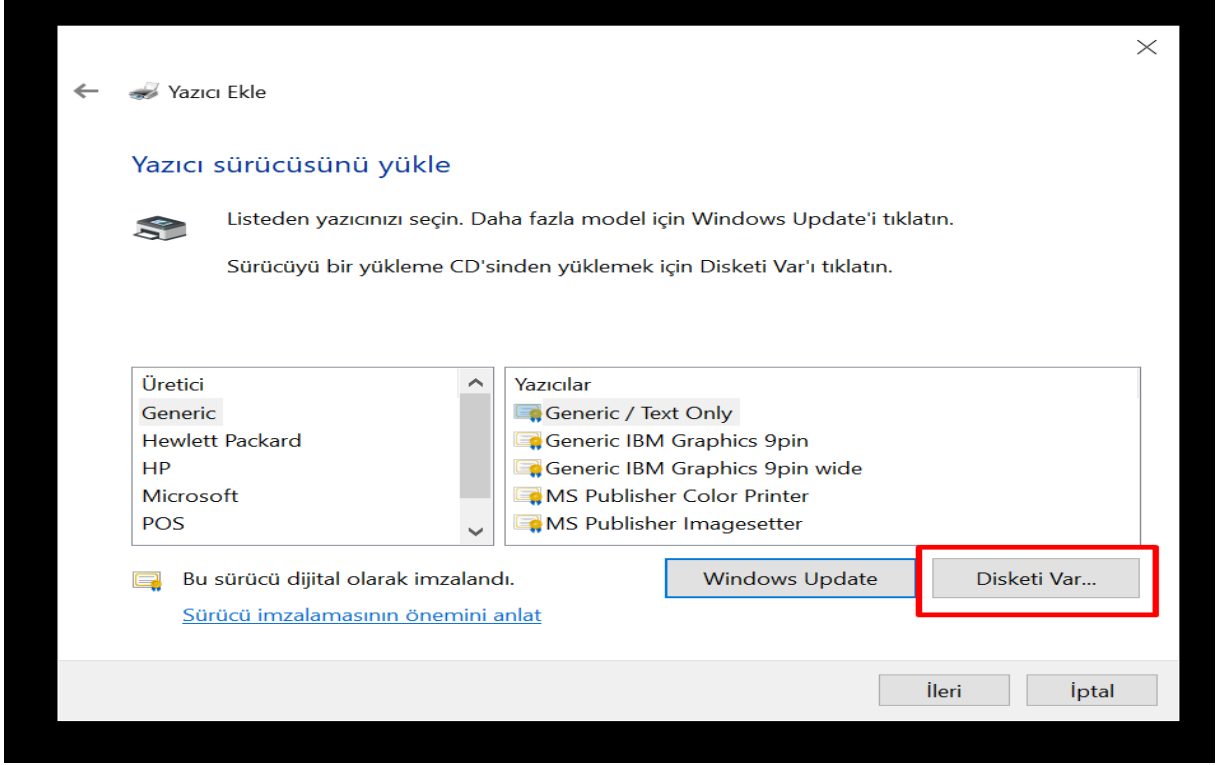 Yazıcı Ekle
Yazıcı sürücüsünü yükle
Listeden yazıcınızı seçin. Daha fazla model için Windows Update'i tıklatın.
Sürücüyü bir yükleme CD'sinden yüklemek için Disketi Var'ı tıklatın.
Üretici
Generic
Hewlett Packard
HP
Microsoft
POS
Yazıcılar
Generic / Text Only
Generic IBM Graphics 9pin
Generic IBM Graphics 9pin wide
MS Publisher Color Printer
MS Publisher Imagesetter
Bu sürücü dijital olarak imzalandı.
Sürücü imzalamasının önemini anlat
Windows Update
Disketi Var...
İleri
İptal